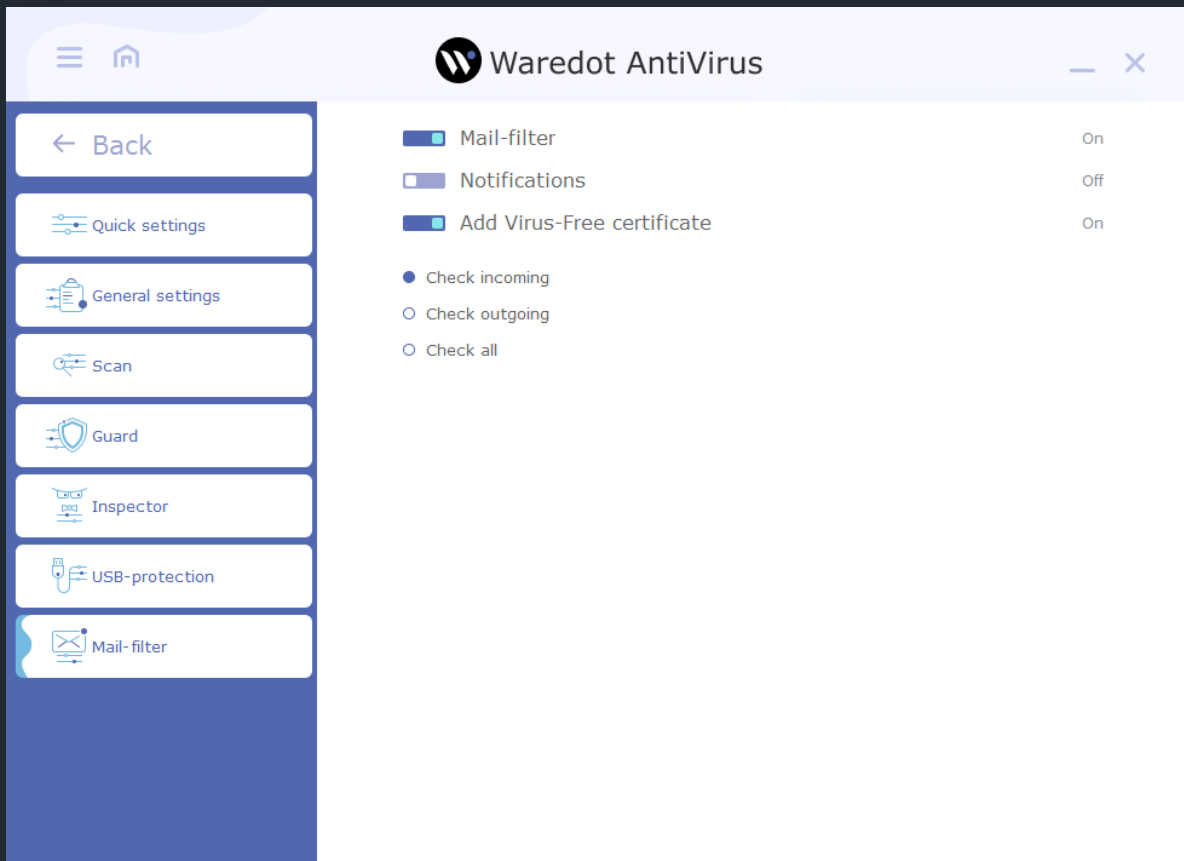 Waredot AntiVirus
Back
Quick settings
General settings
Scan
Guard
Inspector
USB-protection
Mail-filter
Mail-filter On
Notifications Off
Add Virus-Free certificate On
Check incoming
Check outgoing
Check all